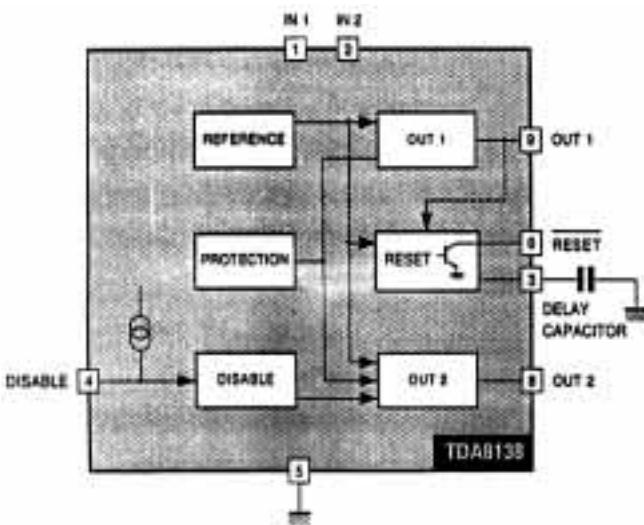 IN 1 IN 2
1 2
REFERENCE
OUT 1
9 OUT 1
PROTECTION
RESET
6 RESET
3
DELAY
CAPACITOR
DISABLE 4
DISABLE
OUT 2
8 OUT 2
TDA8138
5